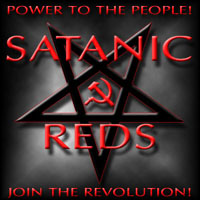 POWER TO THE PEOPLE!
SATANIC
REDS
JOIN THE REVOLUTION!